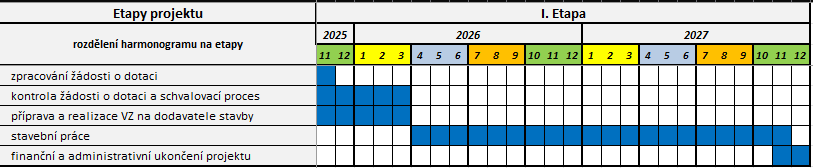 Etapy projektu I. Etapa
rozdělení harmonogramu na etapy 2025 2026 2027
11 12 1 2 3 4 5 6 7 8 9 10 11 12 1 2 3 4 5 6 7 8 9 10 11 12
zpracování žádosti o dotaci
kontrola žádosti o dotaci a schvalovací proces
příprava a realizace VZ na dodavatele stavby
stavební práce
finanční a administrativní ukončení projektu